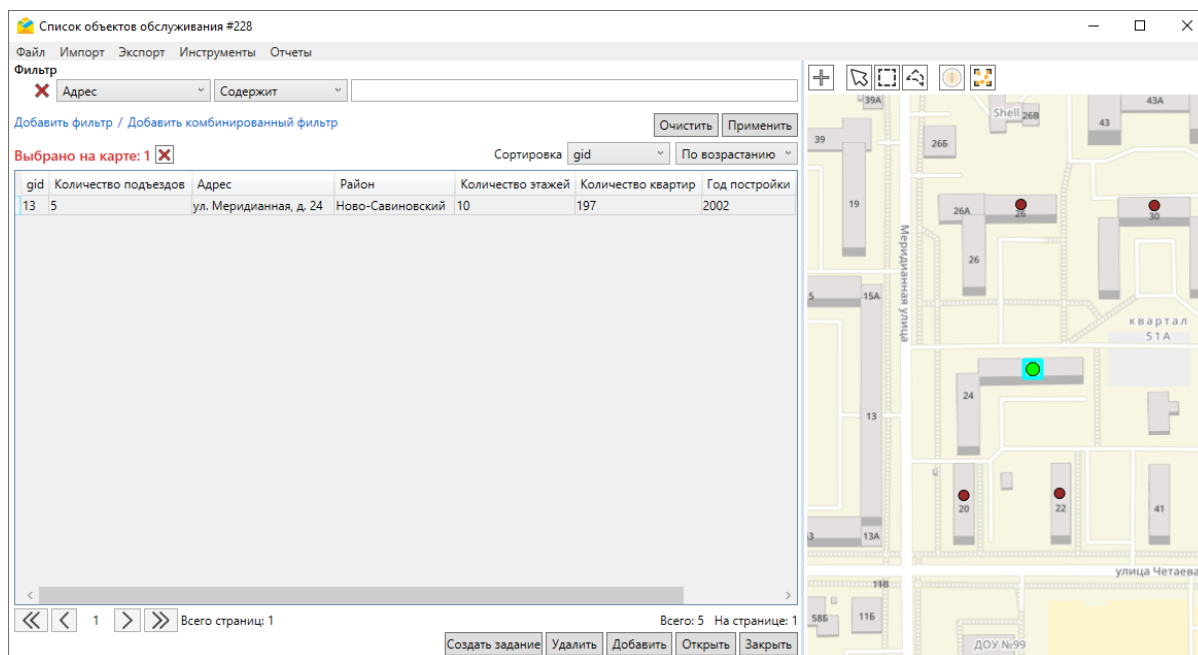 Список объектов обслуживания #228
Файл Импорт Экспорт Инструменты Отчеты
Фильтр
Адрес Содержит
Добавить фильтр / Добавить комбинированный фильтр
Очистить Применить
Выбрано на карте: 1
Сортировка gid По возрастанию
gid Количество подъездов Адрес Район Количество этажей Количество квартир Год постройки
13 5 ул. Меридианная, д. 24 Ново-Савиновский 10 197 2002
1 Всего страниц: 1
Всего: 5 На странице: 1
Создать задание Удалить Добавить Открыть Закрыть
39А
Shell 26В
43А
43
39
26Б
19
26А
26
30
26
Меридианная улица
5
15А
квартал
51А
24
13
20
22
41
3
13А
улица Четаева
11В
58Б
11Б
ДОУ №99